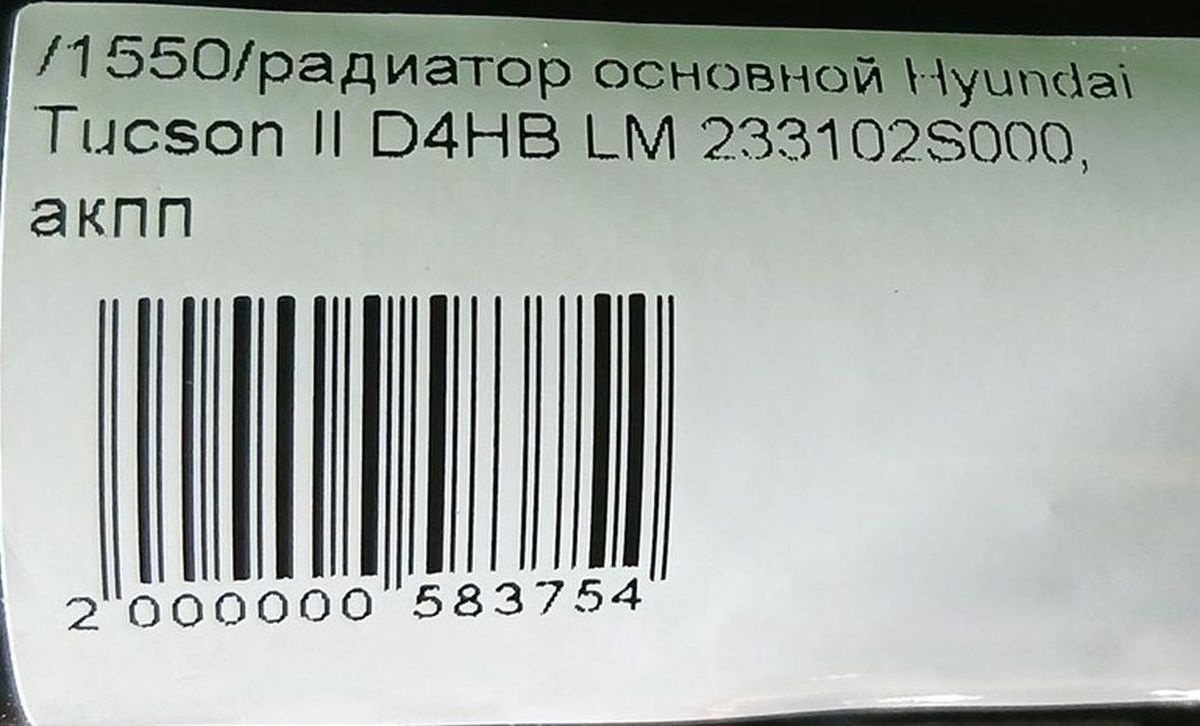 /1550/радиатор основной Hyundai
Tucson II D4HB LM 233102S000,
акпп
2 000000 583754